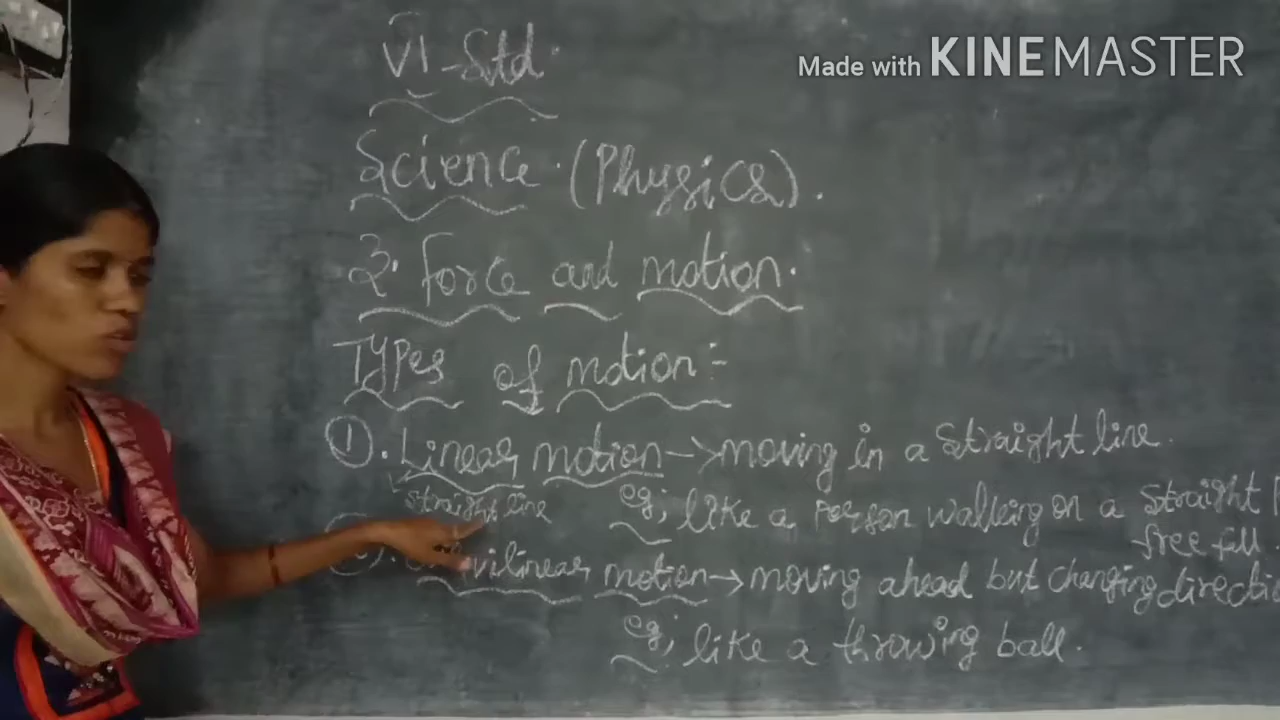 Made with KINEMASTER
VI-Std.
Science. (Physics).
2. Force and motion.
Types of motion:-
①. Linear motion -> moving in a straight line.
straight line eg; like a person walking on a straight
free fall.
motion -> moving ahead but changing
eg; like a throwing ball.